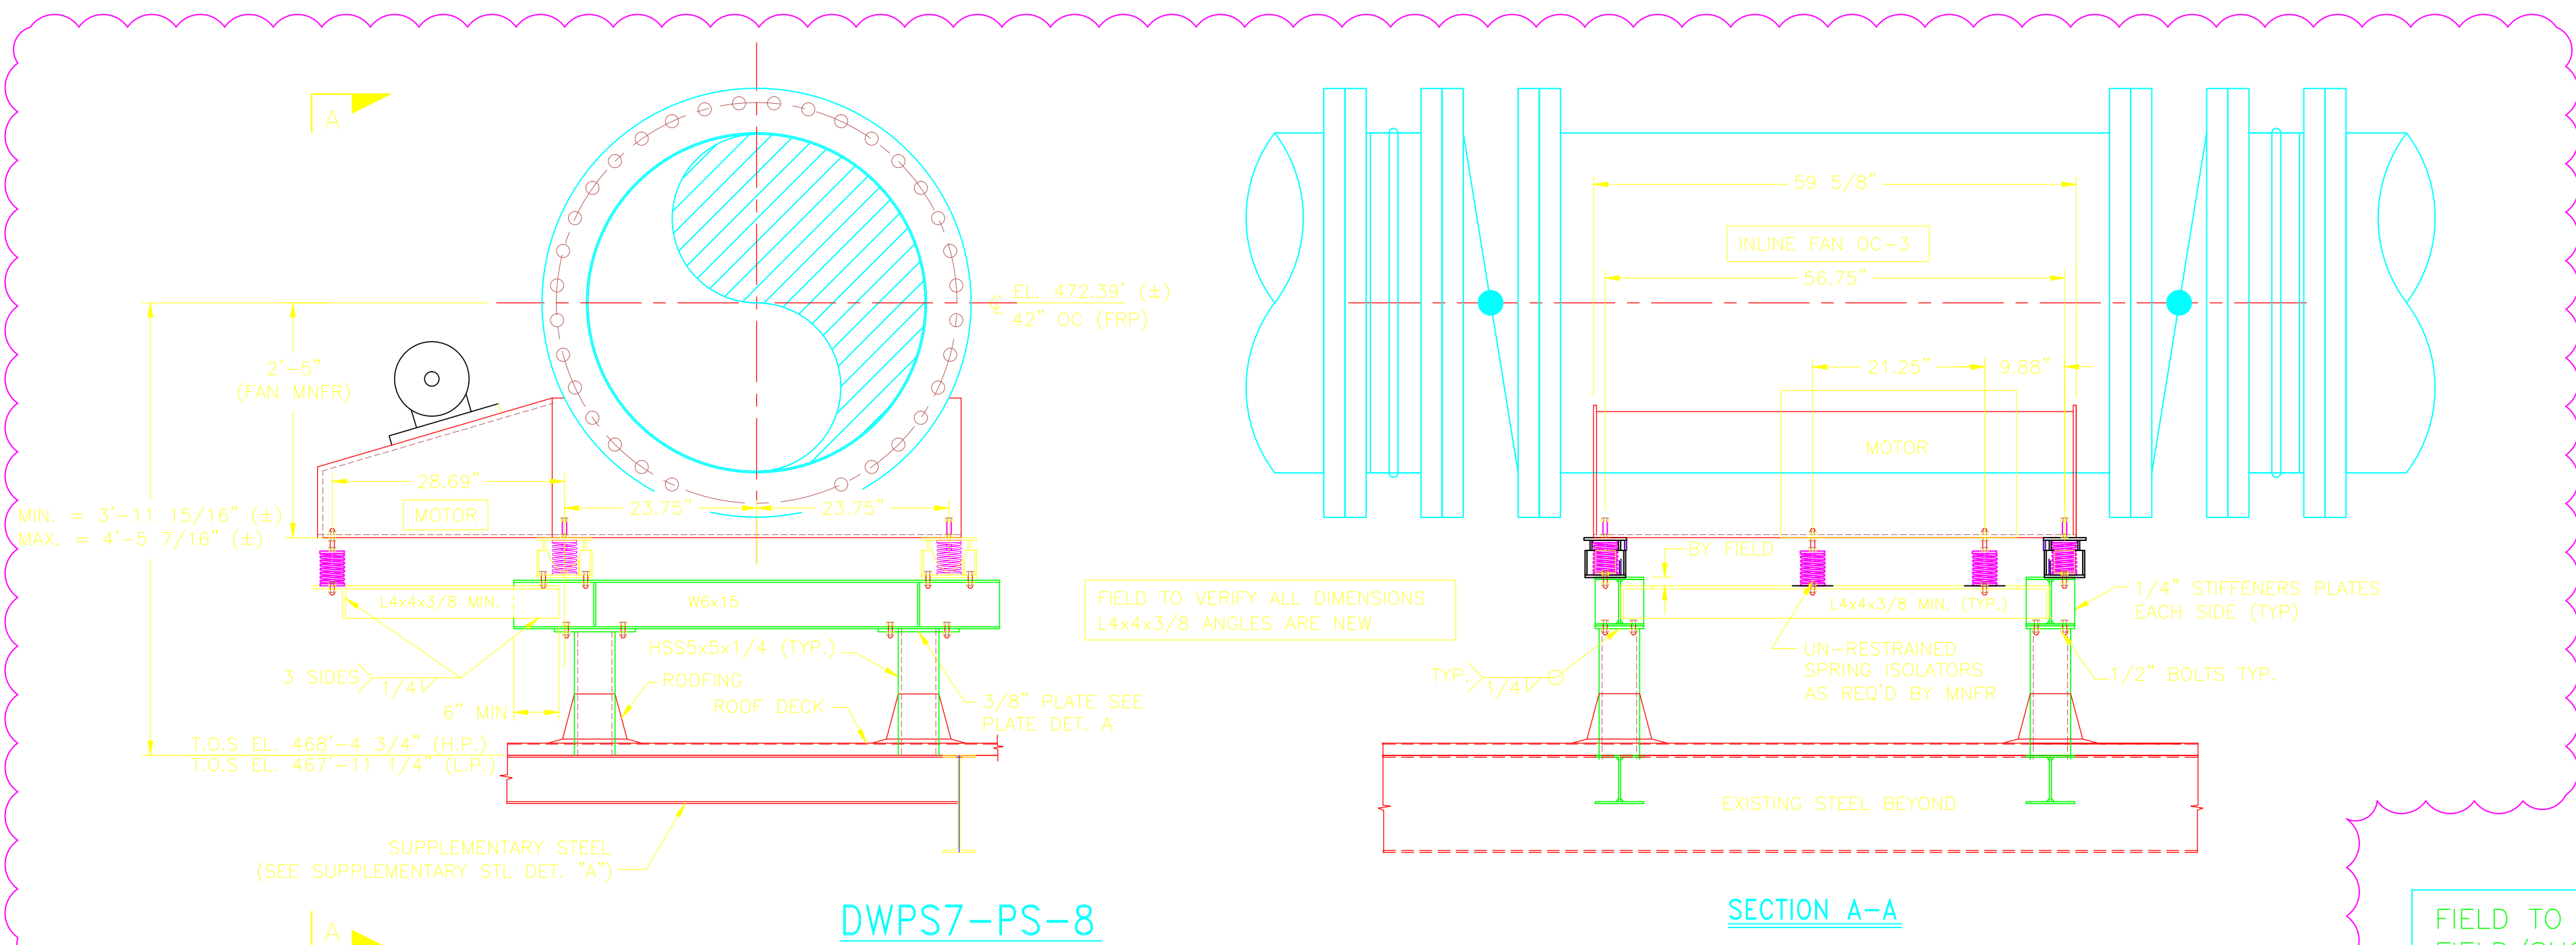 A
59 5/8"
INLINE FAN OC-3
56.75"
EL. 472.39' (±)
42" OC (FRP)
2'-5"
(FAN MNFR)
21.25"
9.88"
MOTOR
28.69"
MOTOR
23.75"
23.75"
MIN. = 3'-11 15/16" (±)
MAX. = 4'-5 7/16" (±)
BY FIELD
L4x4x3/8 MIN.
W6x15
FIELD TO VERIFY ALL DIMENSIONS
L4x4x3/8 ANGLES ARE NEW
L4x4x3/8 MIN. (TYP.)
1/4" STIFFENERS PLATES
EACH SIDE (TYP)
HSS5x5x1/4 (TYP.)
3 SIDES
1/4
ROOFING
6" MIN
ROOF DECK
3/8" PLATE SEE
PLATE DET. A
TYP.
1/4
UN-RESTRAINED
SPRING ISOLATORS
AS REQ'D BY MNFR
1/2" BOLTS TYP.
T.O.S EL. 468'-4 3/4" (H.P.)
T.O.S EL. 467'-11 1/4" (L.P.)
EXISTING STEEL BEYOND
SUPPLEMENTARY STEEL
(SEE SUPPLEMENTARY STL DET. "A")
A
DWPS7-PS-8
SECTION A-A
FIELD TO